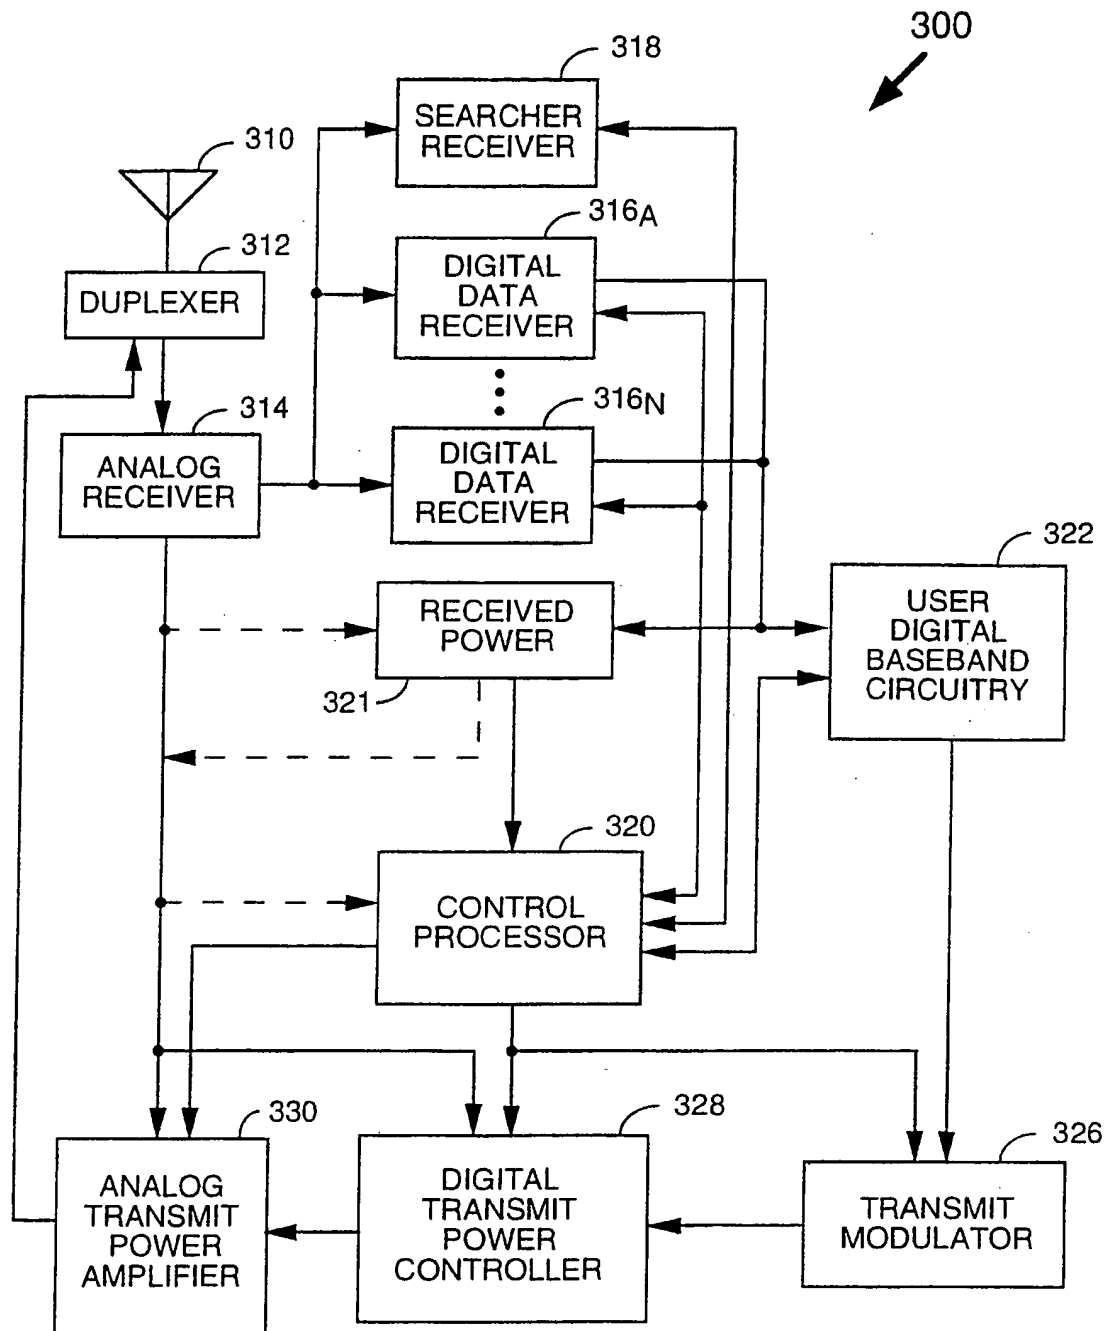 300
318
SEARCHER
RECEIVER
310
316A
312
DIGITAL
DATA
RECEIVER
DUPLEXER
316N
314
DIGITAL
DATA
RECEIVER
ANALOG
RECEIVER
322
RECEIVED
POWER
USER
DIGITAL
BASEBAND
CIRCUITRY
321
320
CONTROL
PROCESSOR
330
328
326
ANALOG
TRANSMIT
POWER
AMPLIFIER
DIGITAL
TRANSMIT
POWER
CONTROLLER
TRANSMIT
MODULATOR